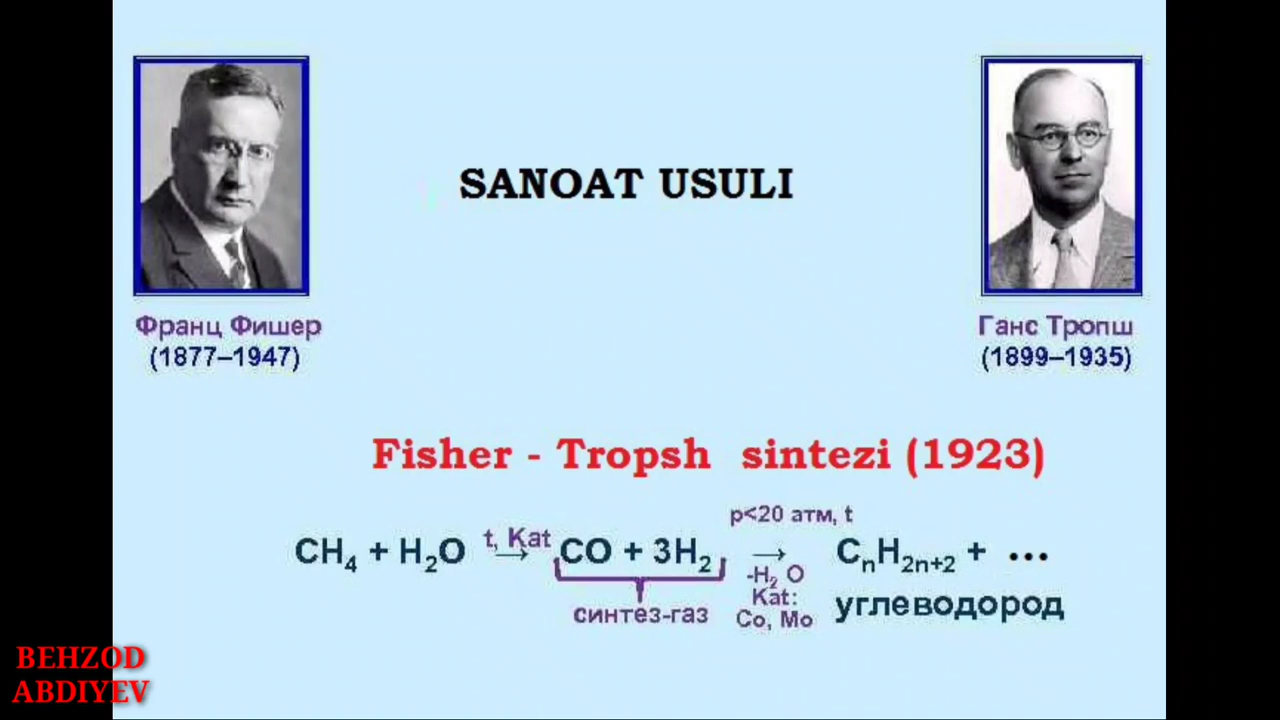 SANOAT USULI
Франц Фишер
(1877–1947)
Ганс Тропш
(1899–1935)
Fisher - Tropsh sintezi (1923)
p<20 атм, t
CH₄ + H₂O t, Kat → CO + 3H₂ → CₙH₂ₙ₊₂ + ...
-H₂ O
Kat:
Co, Mo
синтез-газ
углеводород
BEHZOD
ABDIYEV